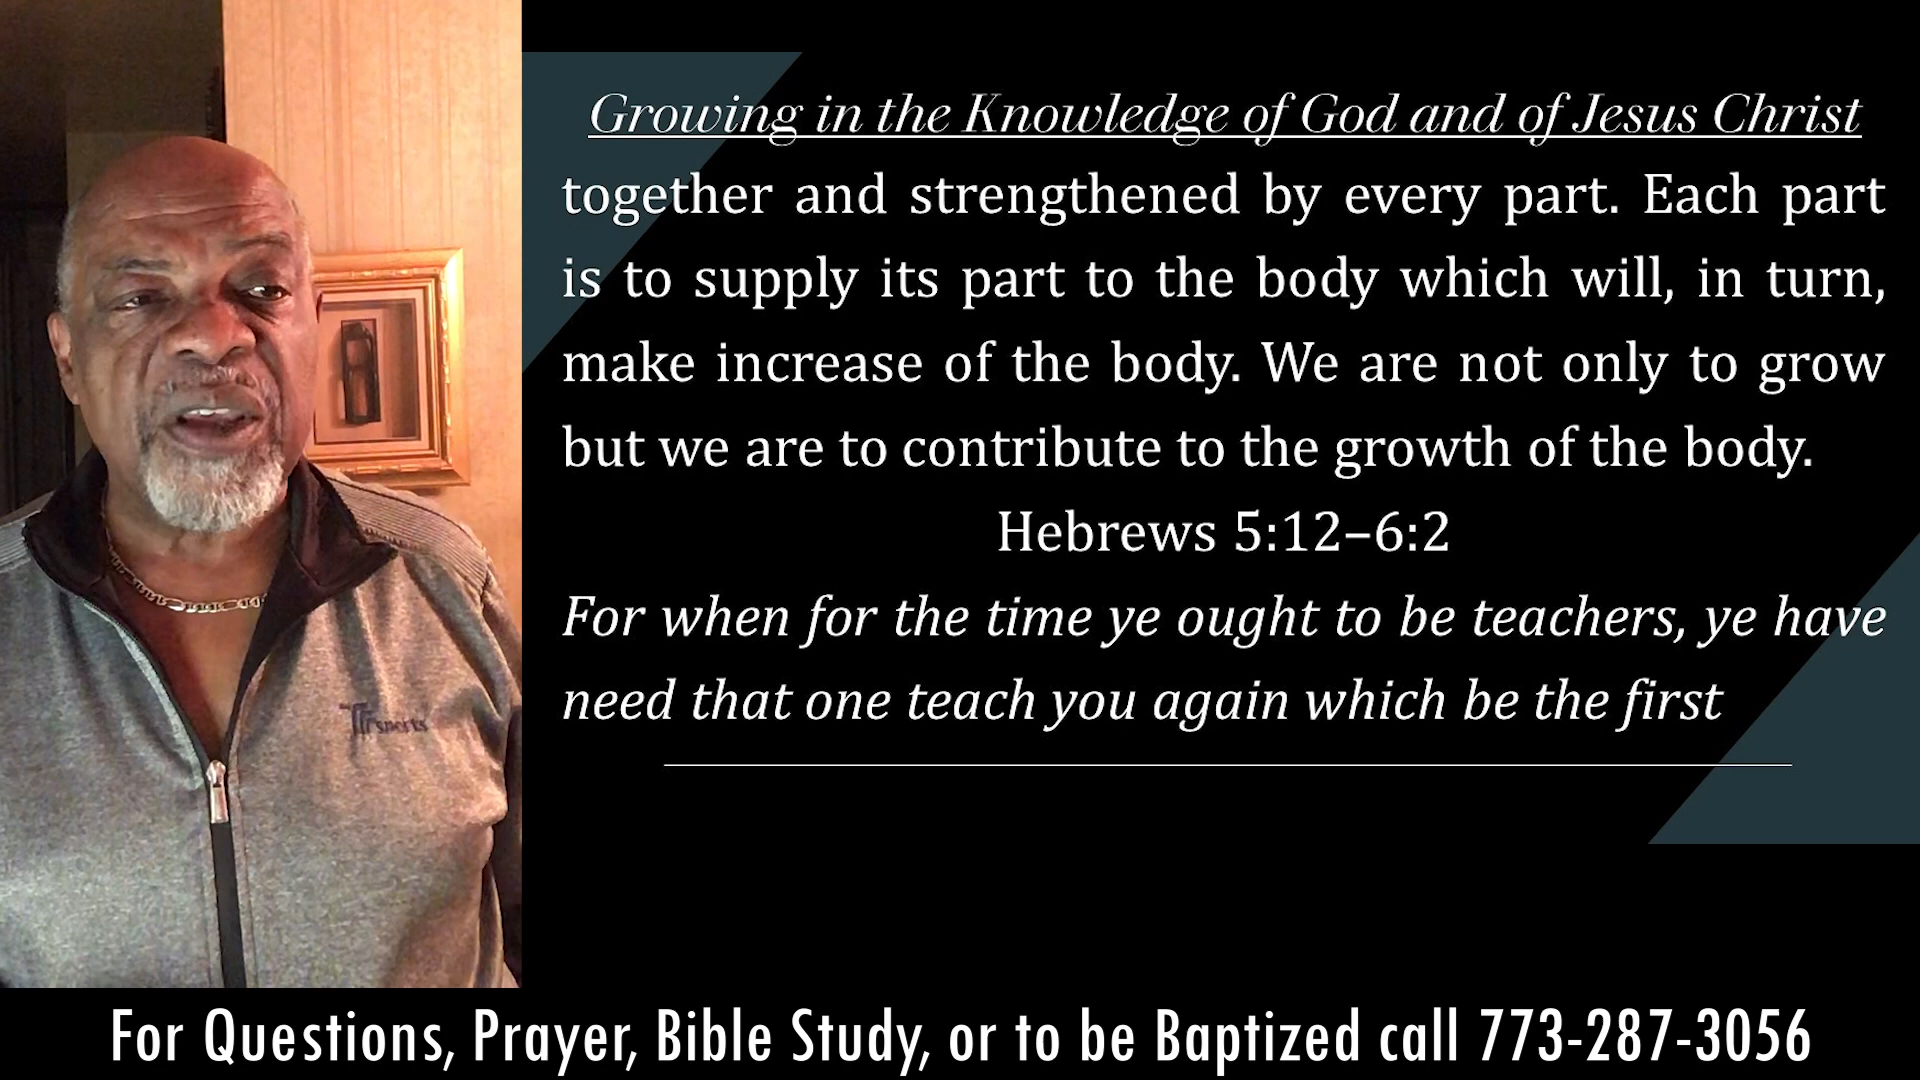 Growing in the Knowledge of God and of Jesus Christ
together and strengthened by every part. Each part
is to supply its part to the body which will, in turn,
make increase of the body. We are not only to grow
but we are to contribute to the growth of the body.
Hebrews 5:12–6:2
For when for the time ye ought to be teachers, ye have
need that one teach you again which be the first
For Questions, Prayer, Bible Study, or to be Baptized call 773-287-3056